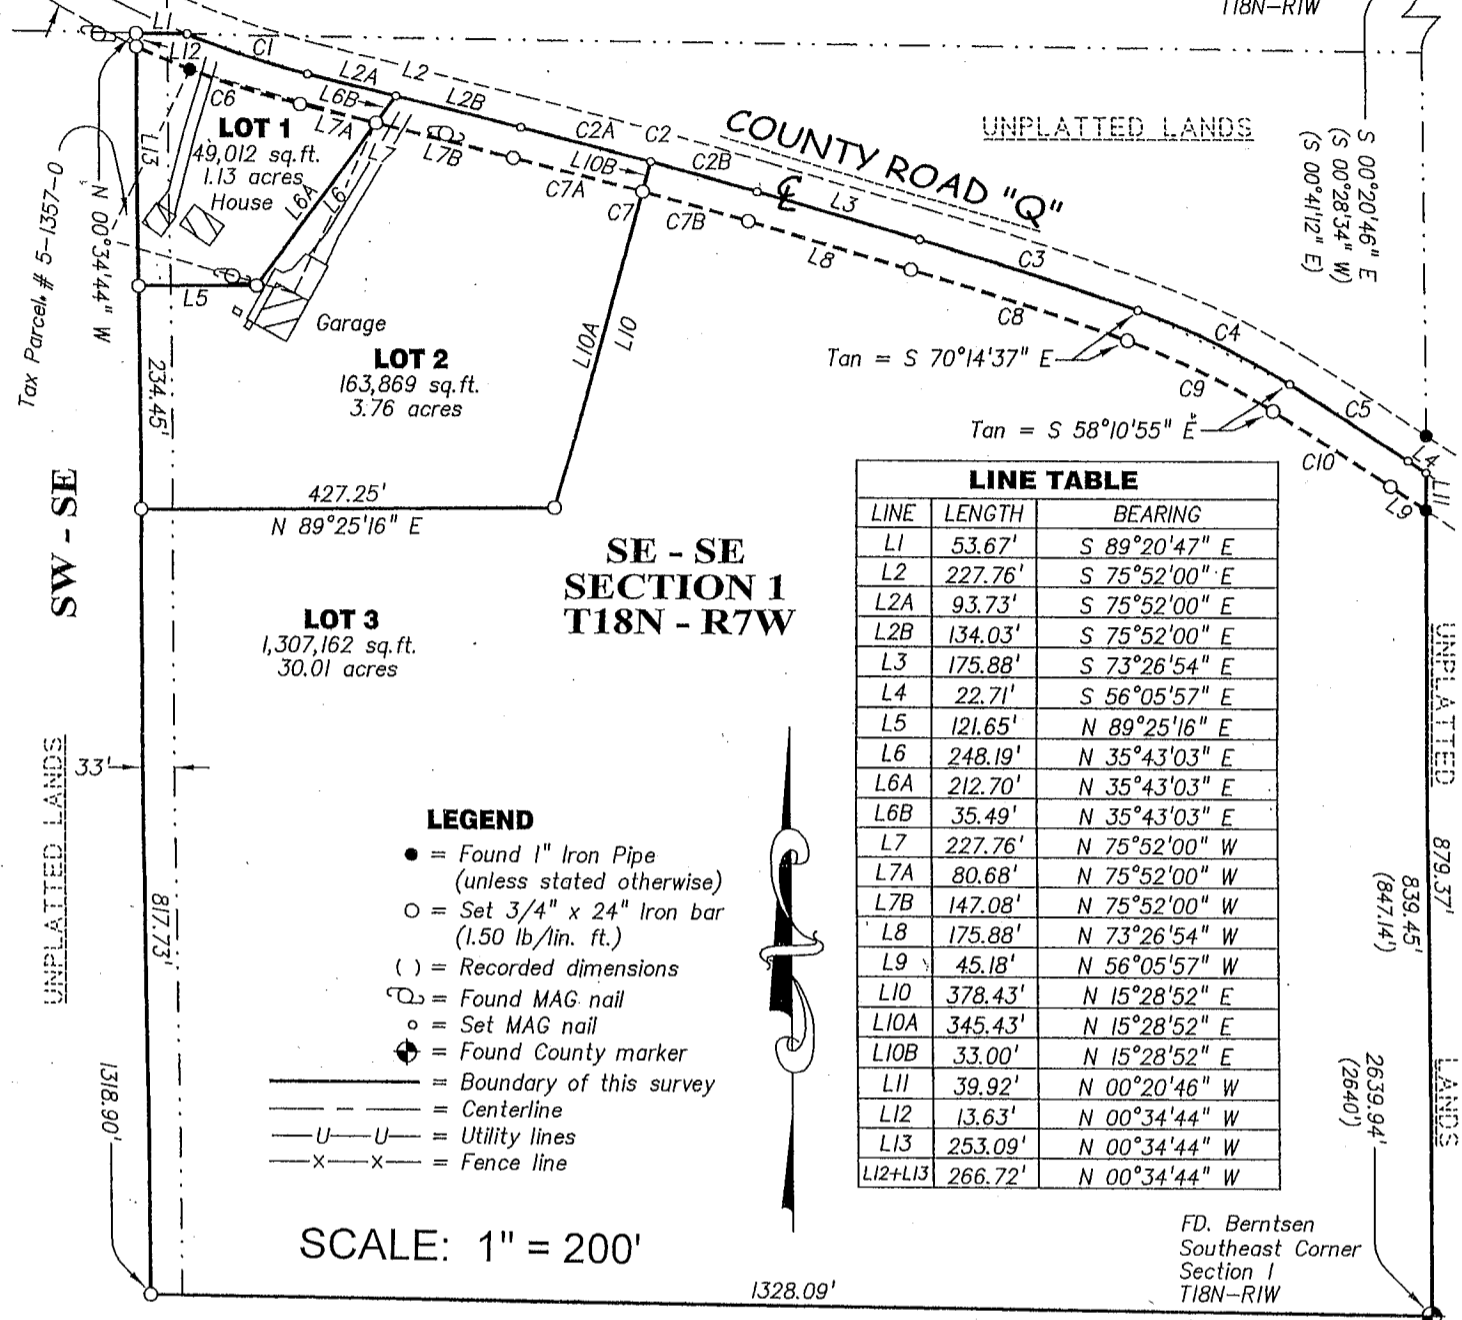 T18N-R1W
L1
L12
C1
L2A
L2
L6B
L2B
C2A
C2
C2B
L10B
C6
L7A
L7
L7B
C7A
C7
C7B
COUNTY ROAD "Q"
UNPLATTED LANDS
S 00°20'46" E
(S 00°28'34" W)
(S 00°41'12" E)
L3
L8
C3
C8
C4
C9
C5
C10
L4
L11
L9
LOT 1
49,012 sq.ft.
1.13 acres
House
L13
L6A
L6
L5
Garage
Tax Parcel # 5-1357-0
N 00°34'44" W
LOT 2
163,869 sq.ft.
3.76 acres
L10A
L10
Tan = S 70°14'37" E
Tan = S 58°10'55" E
234.45'
427.25'
N 89°25'16" E
SW - SE
SE - SE
SECTION 1
T18N - R7W
LOT 3
1,307,162 sq.ft.
30.01 acres
UNPLATTED LANDS
33'
817.73'
1318.90'
LEGEND
= Found 1" Iron Pipe
(unless stated otherwise)
= Set 3/4" x 24" Iron bar
(1.50 lb/lin. ft.)
( ) = Recorded dimensions
= Found MAG nail
= Set MAG nail
= Found County marker
= Boundary of this survey
= Centerline
U U = Utility lines
x x = Fence line
SCALE: 1" = 200'
LINE TABLE
LINE LENGTH BEARING
L1 53.67' S 89°20'47" E
L2 227.76' S 75°52'00" E
L2A 93.73' S 75°52'00" E
L2B 134.03' S 75°52'00" E
L3 175.88' S 73°26'54" E
L4 22.71' S 56°05'57" E
L5 121.65' N 89°25'16" E
L6 248.19' N 35°43'03" E
L6A 212.70' N 35°43'03" E
L6B 35.49' N 35°43'03" E
L7 227.76' N 75°52'00" W
L7A 80.68' N 75°52'00" W
L7B 147.08' N 75°52'00" W
L8 175.88' N 73°26'54" W
L9 45.18' N 56°05'57" W
L10 378.43' N 15°28'52" E
L10A 345.43' N 15°28'52" E
L10B 33.00' N 15°28'52" E
L11 39.92' N 00°20'46" W
L12 13.63' N 00°34'44" W
L13 253.09' N 00°34'44" W
L12+L13 266.72' N 00°34'44" W
UNPLATTED LANDS
879.37'
839.45'
(847.14')
2639.94'
(2640')
FD. Berntsen
Southeast Corner
Section 1
T18N-R1W
1328.09'